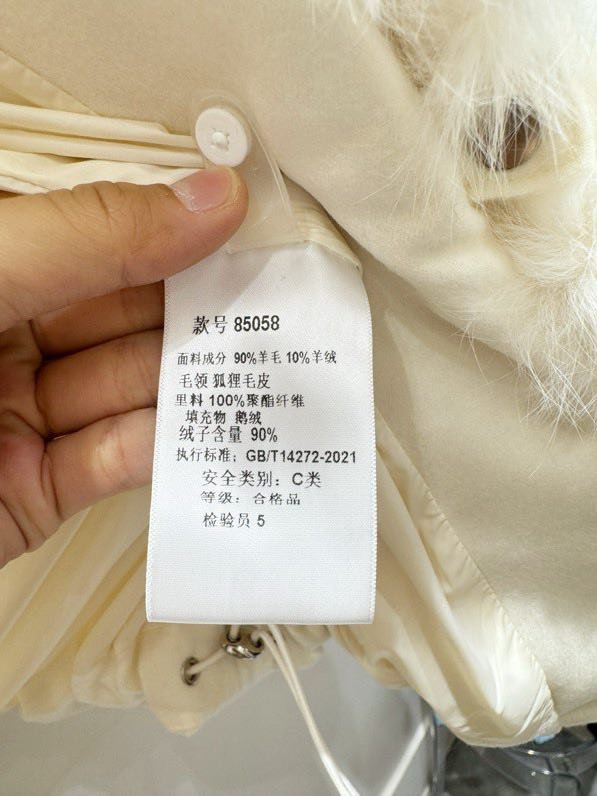 款号 85058
面料成分 90%羊毛 10%羊绒
毛领 狐狸毛皮
里料 100%聚酯纤维
填充物 鹅绒
绒子含量 90%
执行标准：GB/T14272-2021
安全类别：C类
等级：合格品
检验员 5